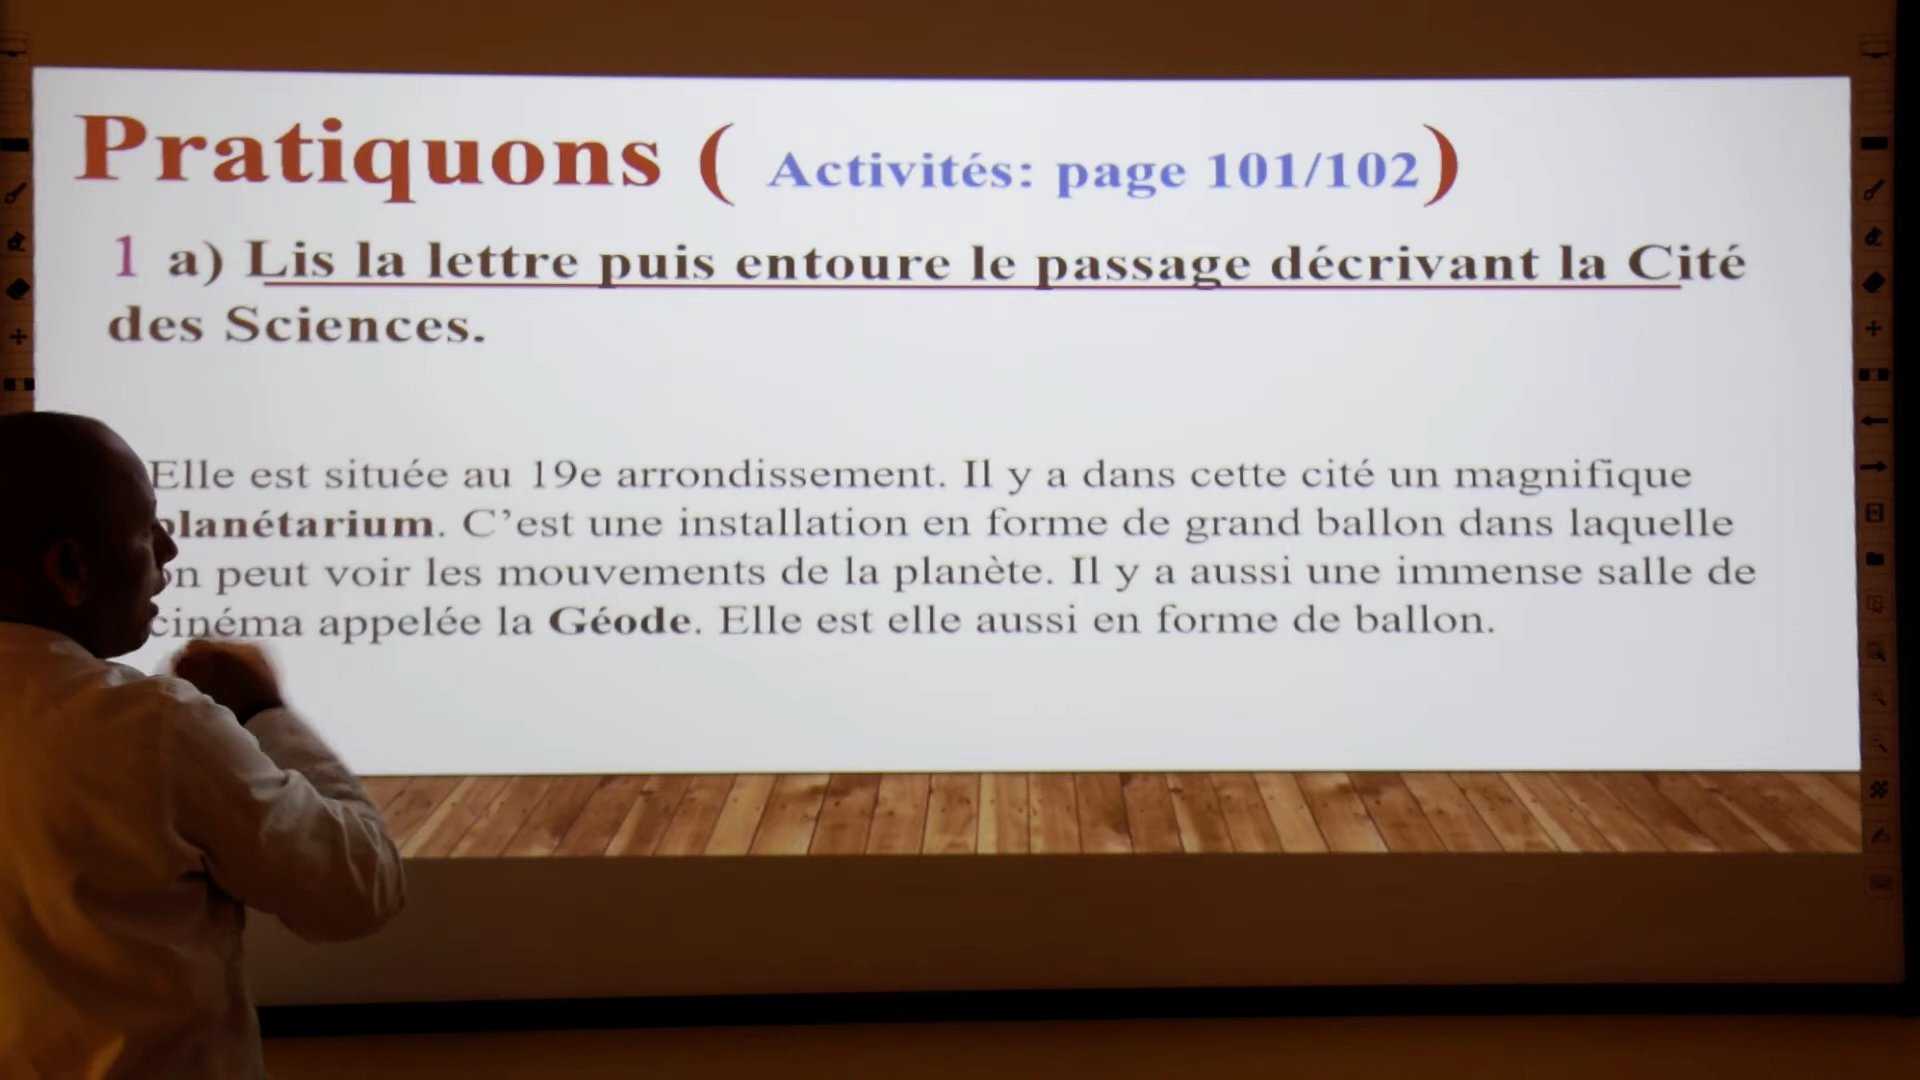 Pratiquons ( Activités: page 101/102)
1 a) Lis la lettre puis entoure le passage décrivant la Cité
des Sciences.
Elle est située au 19e arrondissement. Il y a dans cette cité un magnifique
planétarium. C’est une installation en forme de grand ballon dans laquelle
on peut voir les mouvements de la planète. Il y a aussi une immense salle de
cinéma appelée la Géode. Elle est elle aussi en forme de ballon.